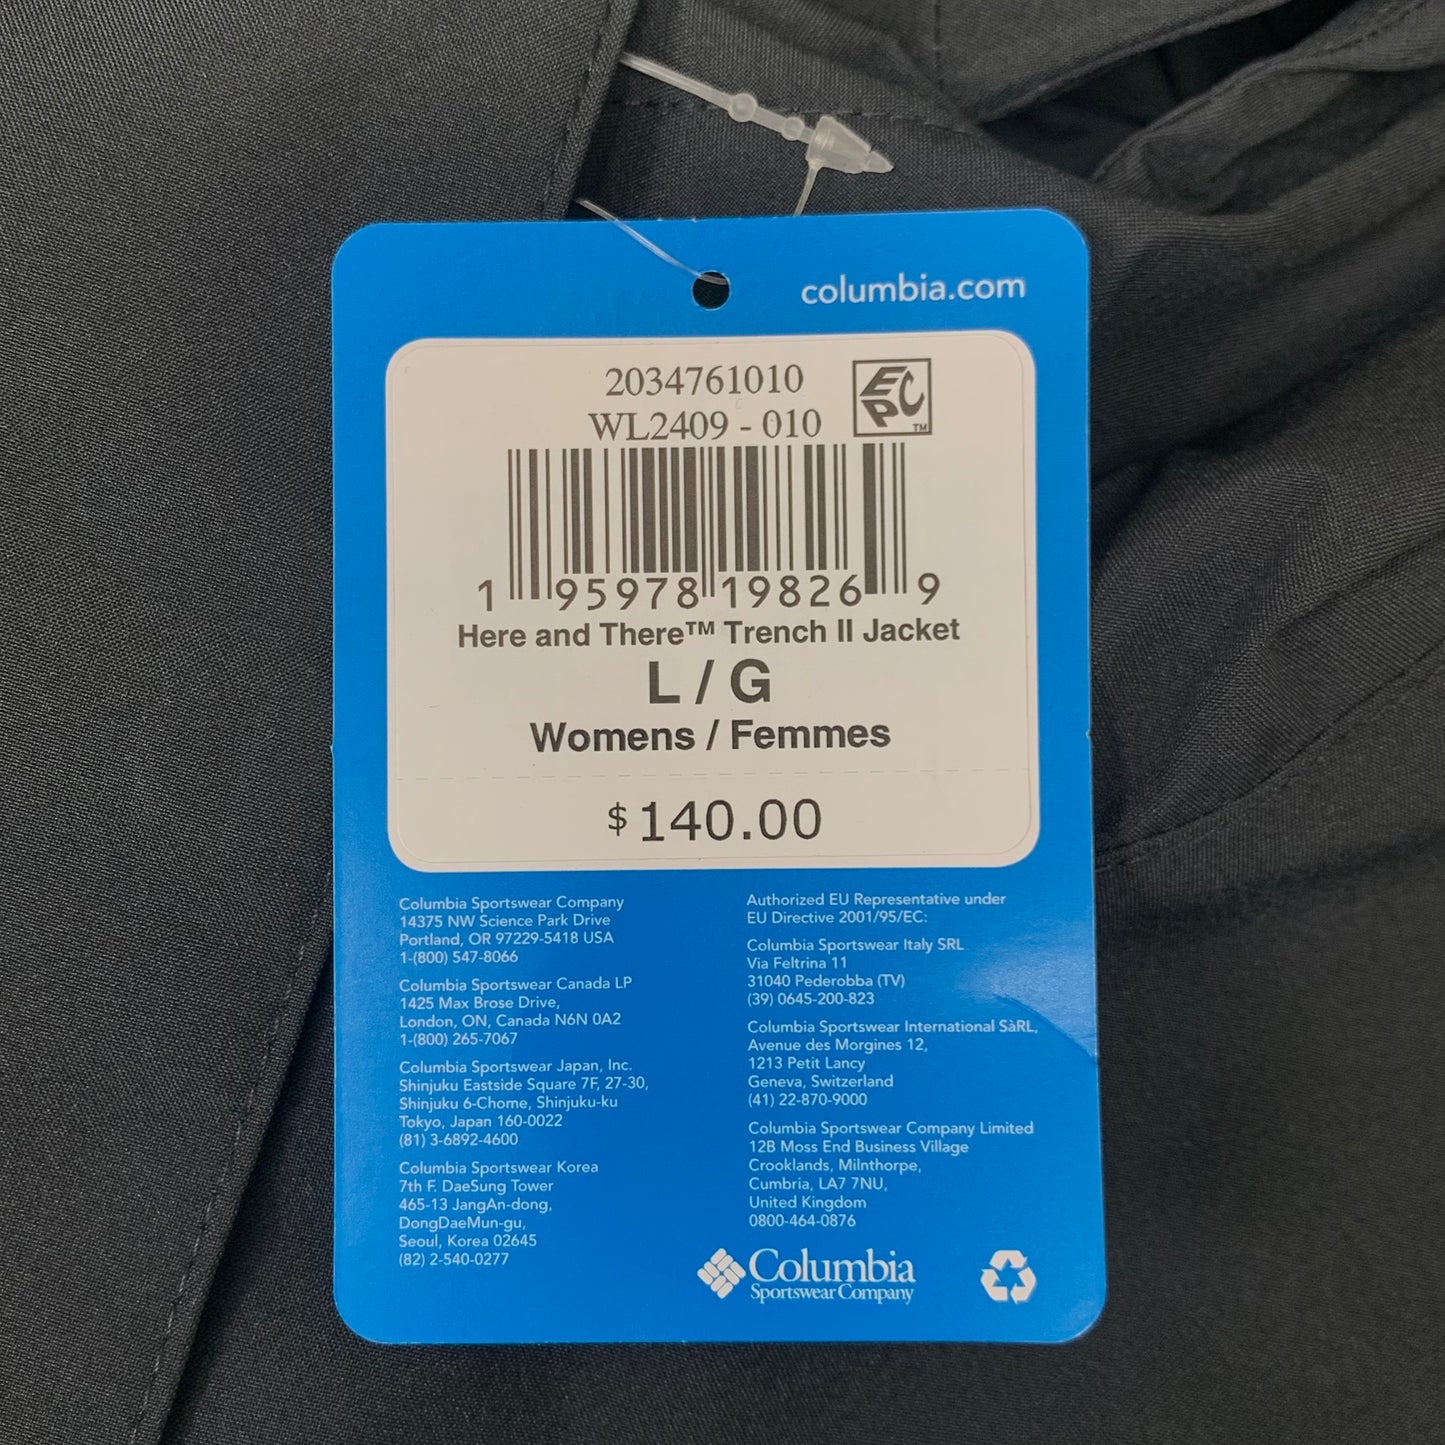 columbia.com
2034761010
WL2409 - 010
EPC™
1 95978 19826 9
Here and There™ Trench II Jacket
L / G
Womens / Femmes
$ 140.00
Columbia Sportswear Company
14375 NW Science Park Drive
Portland, OR 97229-5418 USA
1-(800) 547-8066
Columbia Sportswear Canada LP
1425 Max Brose Drive,
London, ON, Canada N6N 0A2
1-(800) 265-7067
Columbia Sportswear Japan, Inc.
Shinjuku Eastside Square 7F, 27-30,
Shinjuku 6-Chome, Shinjuku-ku
Tokyo, Japan 160-0022
(81) 3-6892-4600
Columbia Sportswear Korea
7th F. DaeSung Tower
465-13 JangAn-dong,
DongDaeMun-gu,
Seoul, Korea 02645
(82) 2-540-0277
Authorized EU Representative under
EU Directive 2001/95/EC:
Columbia Sportswear Italy SRL
Via Feltrina 11
31040 Pederobba (TV)
(39) 0645-200-823
Columbia Sportswear International SàRL,
Avenue des Morgines 12,
1213 Petit Lancy
Geneva, Switzerland
(41) 22-870-9000
Columbia Sportswear Company Limited
12B Moss End Business Village
Crooklands, Milnthorpe,
Cumbria, LA7 7NU,
United Kingdom
0800-464-0876
Columbia
Sportswear Company